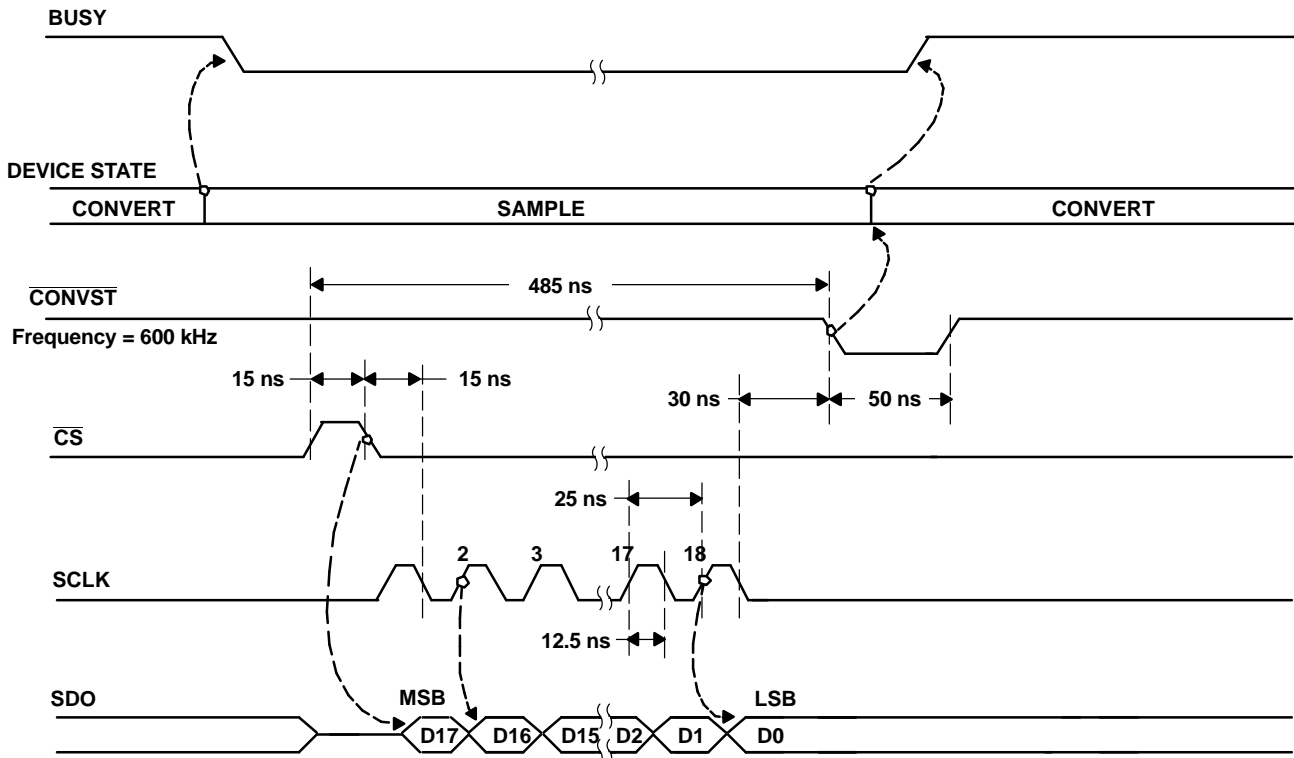 BUSY
DEVICE STATE
CONVERT SAMPLE CONVERT
CONVST
485 ns
Frequency = 600 kHz
15 ns 15 ns
30 ns 50 ns
CS
25 ns
2 3 17 18
SCLK
12.5 ns
SDO MSB LSB
D17 D16 D15 D2 D1 D0